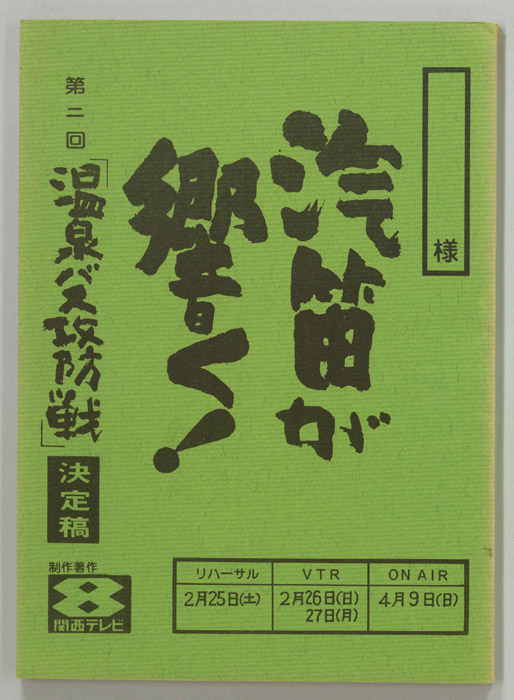 様
汽笛が
響く!
第二回
「温泉バス攻防戦」
決定稿
制作著作
8
関西テレビ
リハーサル VTR ON AIR
2月25日(土) 2月26日(日) 4月9日(日)
27日(月)